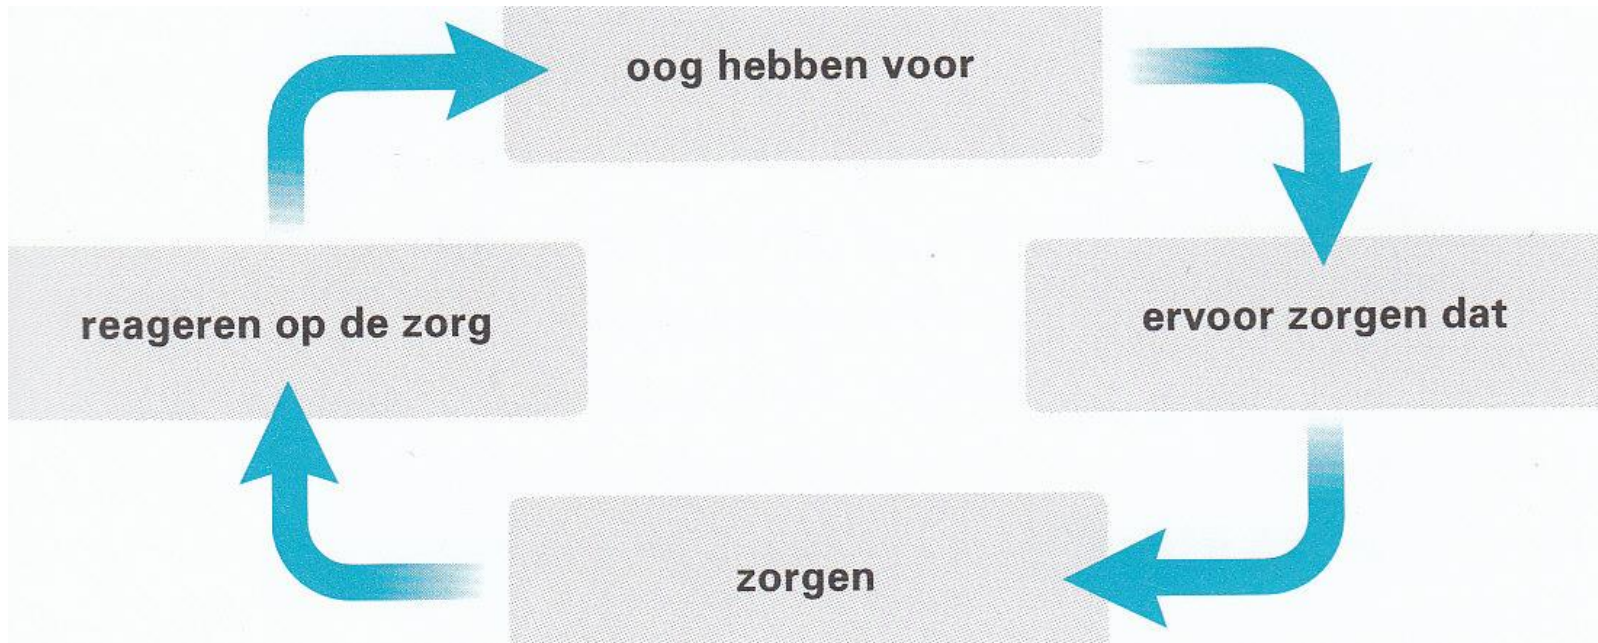 oog hebben voor
ervoor zorgen dat
zorgen
reageren op de zorg